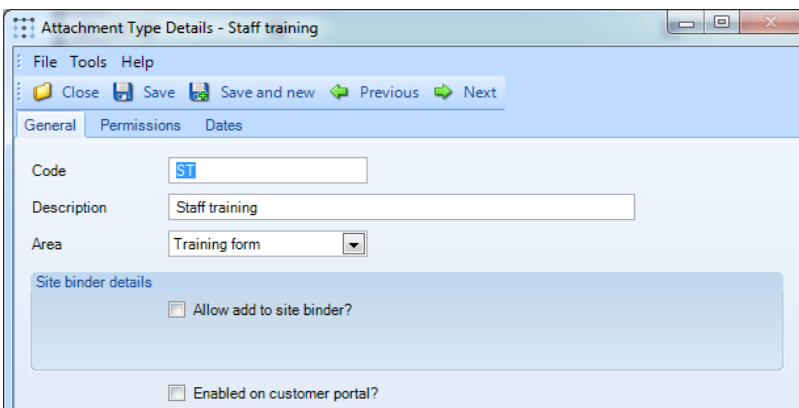 Attachment Type Details - Staff training
File Tools Help
Close Save Save and new Previous Next
General Permissions Dates
Code ST
Description Staff training
Area Training form
Site binder details
Allow add to site binder?
Enabled on customer portal?